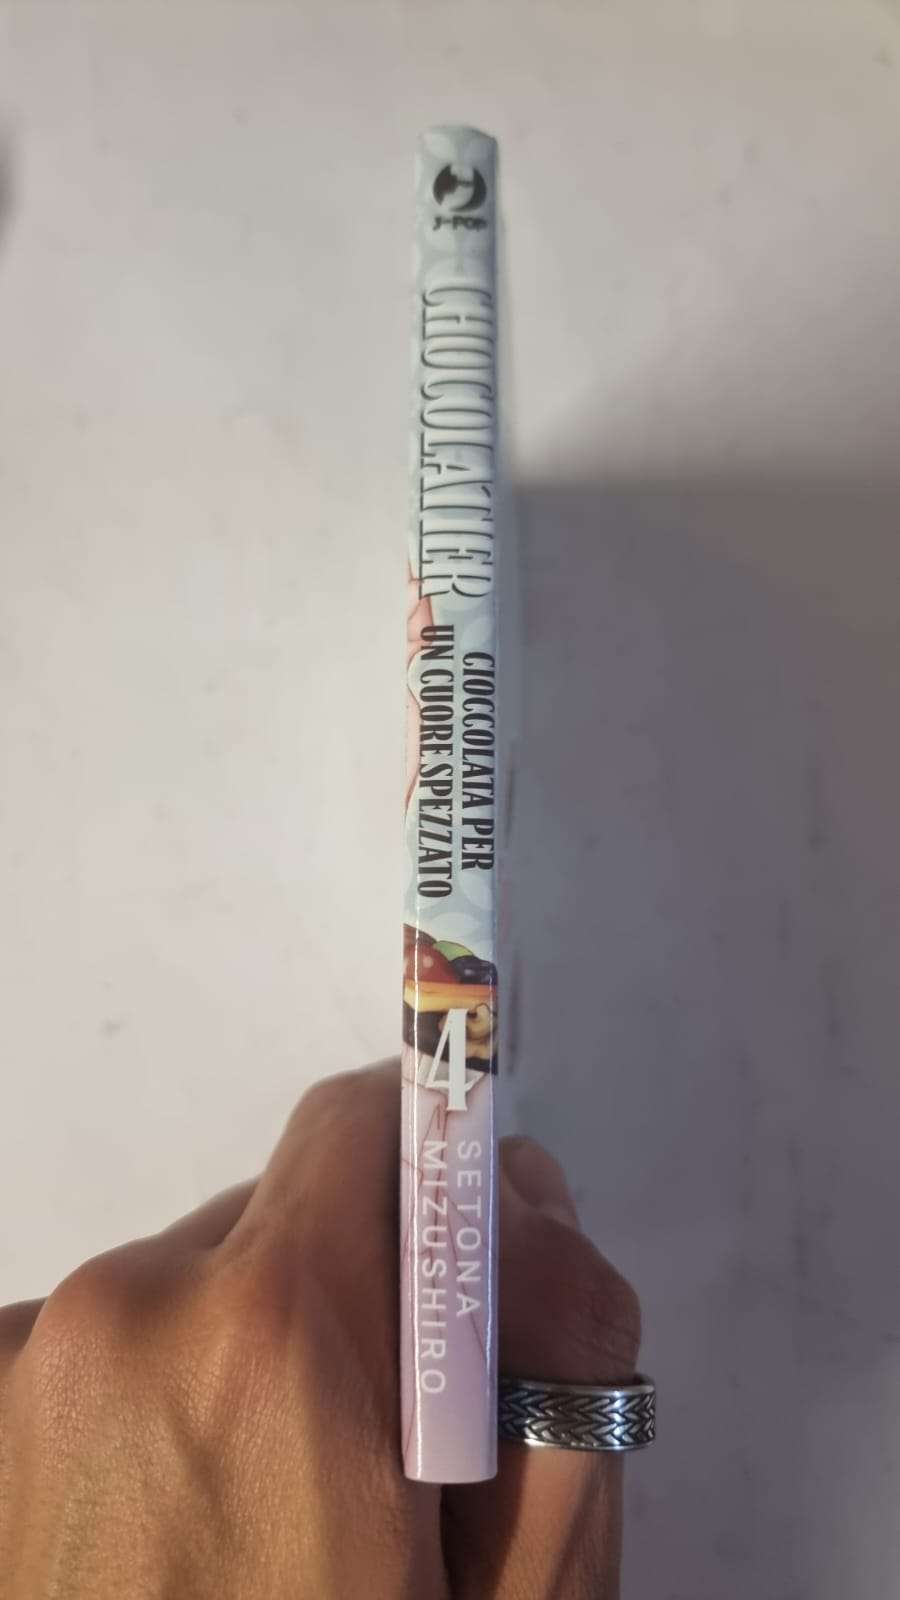 J-POP
CHOCOLATIER
CIOCCOLATA PER
UN CUORE SPEZZATO
4
SETONA
MIZUSHIRO